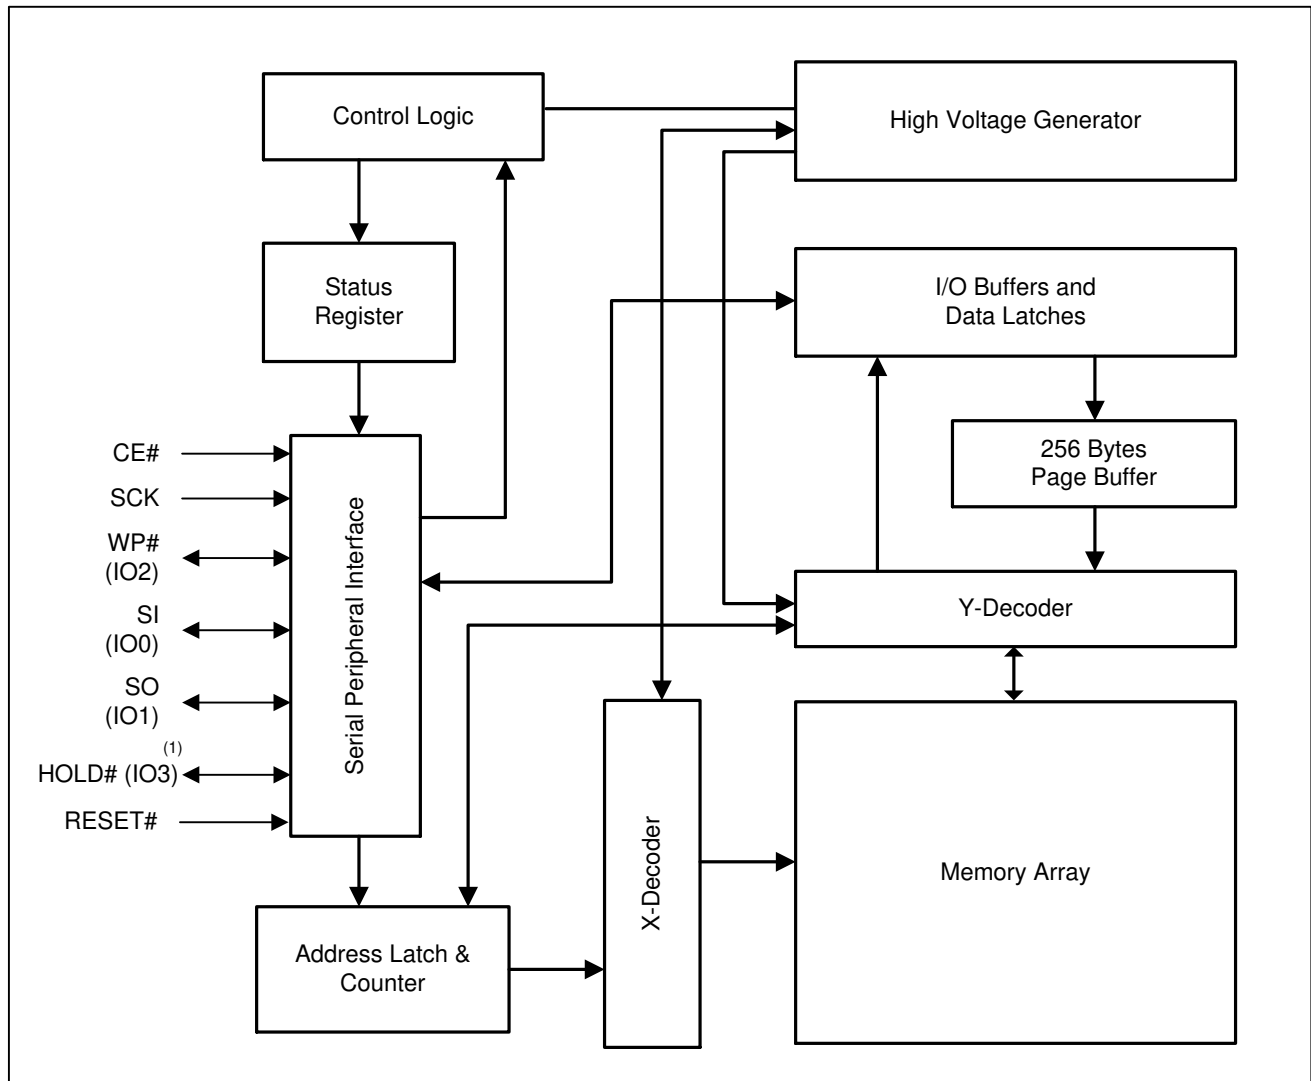 Control Logic
High Voltage Generator
Status
Register
I/O Buffers and
Data Latches
256 Bytes
Page Buffer
CE#
SCK
WP#
(IO2)
SI
(IO0)
SO
(IO1)
(1)
HOLD# (IO3)
RESET#
Serial Peripheral Interface
Y-Decoder
X-Decoder
Memory Array
Address Latch &
Counter